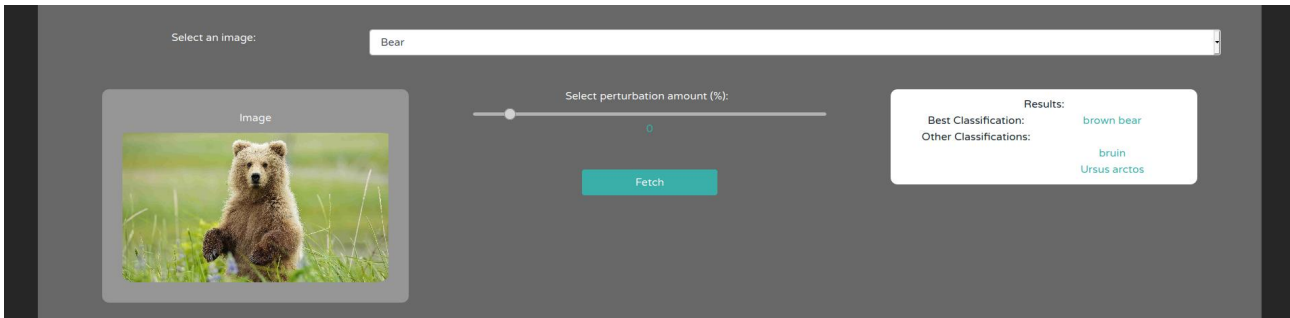 Select an image:
Bear
Image
Select perturbation amount (%):
0
Fetch
Results:
Best Classification: brown bear
Other Classifications:
bruin
Ursus arctos